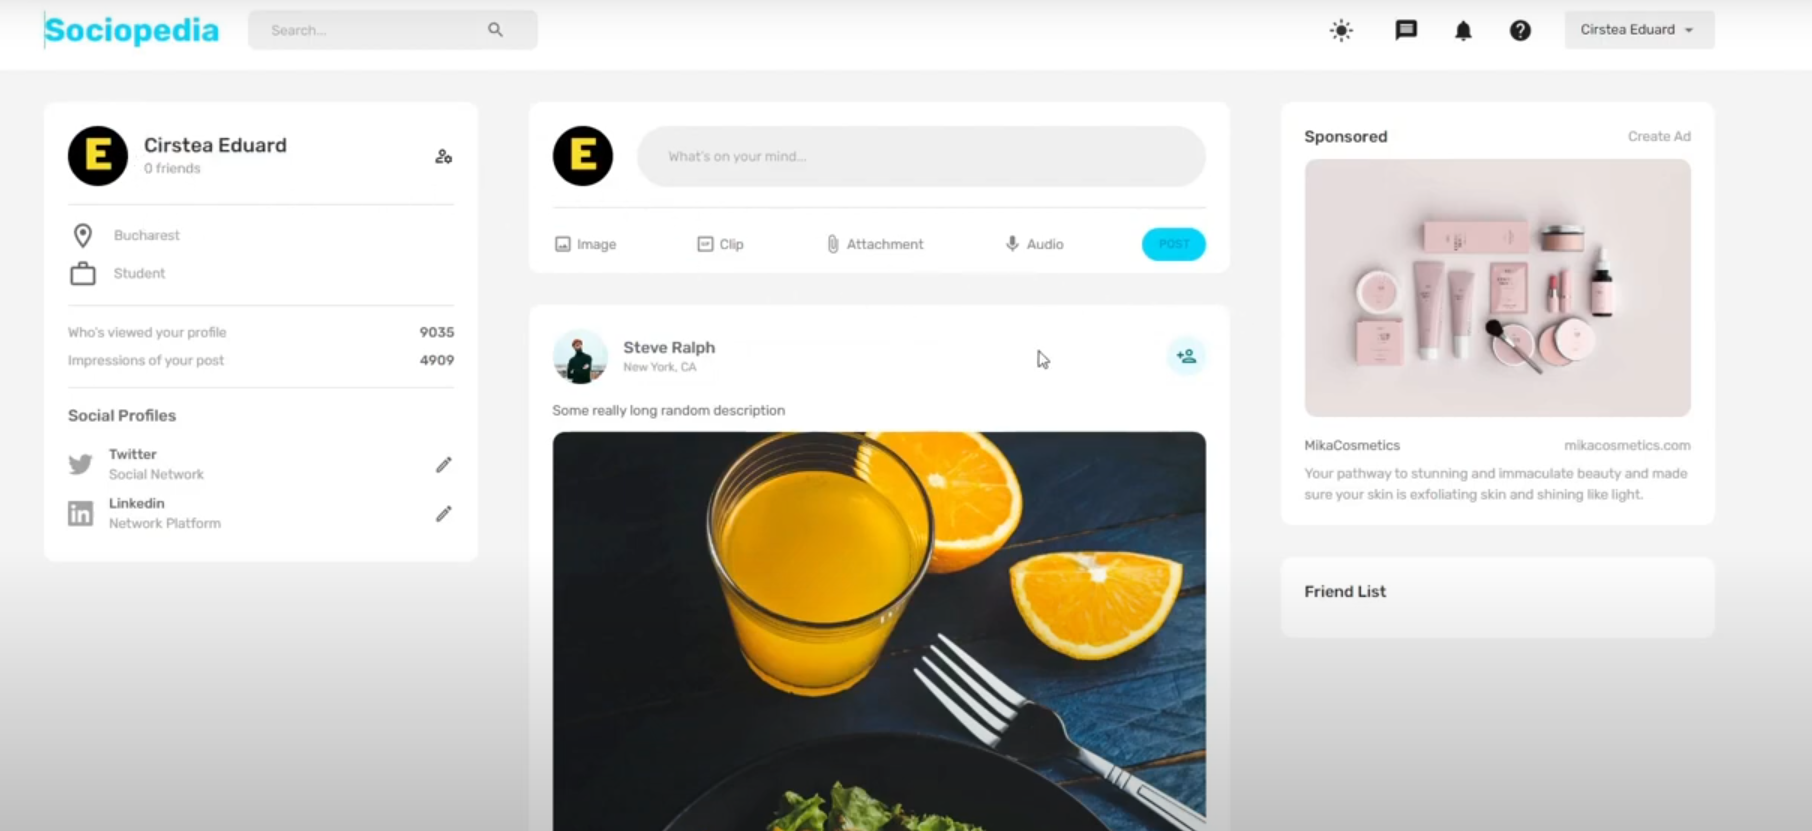 Sociopedia
Search...
Cirstea Eduard
E
Cirstea Eduard
0 friends
Bucharest
Student
Who's viewed your profile 9035
Impressions of your post 4909
Social Profiles
Twitter
Social Network
Linkedin
Network Platform
E
What's on your mind...
Image Clip Attachment Audio POST
Steve Ralph
New York, CA
Some really long random description
Sponsored Create Ad
MikaCosmetics mikacosmetics.com
Your pathway to stunning and immaculate beauty and made
sure your skin is exfoliating skin and shining like light.
Friend List